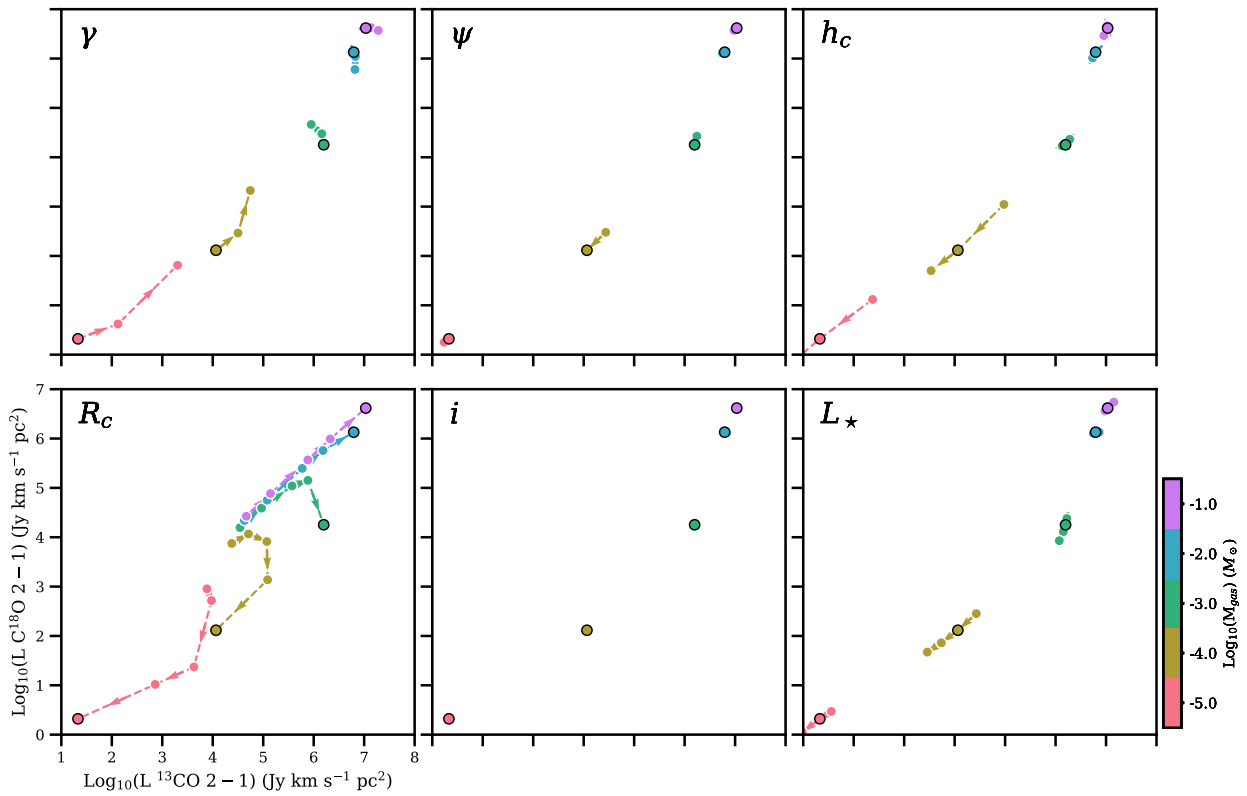 γ
ψ
h_c
R_c
i
L_⋆
7
6
5
4
3
2
1
0
Log₁₀(L C¹⁸O 2 − 1) (Jy km s⁻¹ pc²)
1 2 3 4 5 6 7 8
Log₁₀(L ¹³CO 2 − 1) (Jy km s⁻¹ pc²)
-1.0
-2.0
-3.0
-4.0
-5.0
Log₁₀(M_gas) (M_⊙)